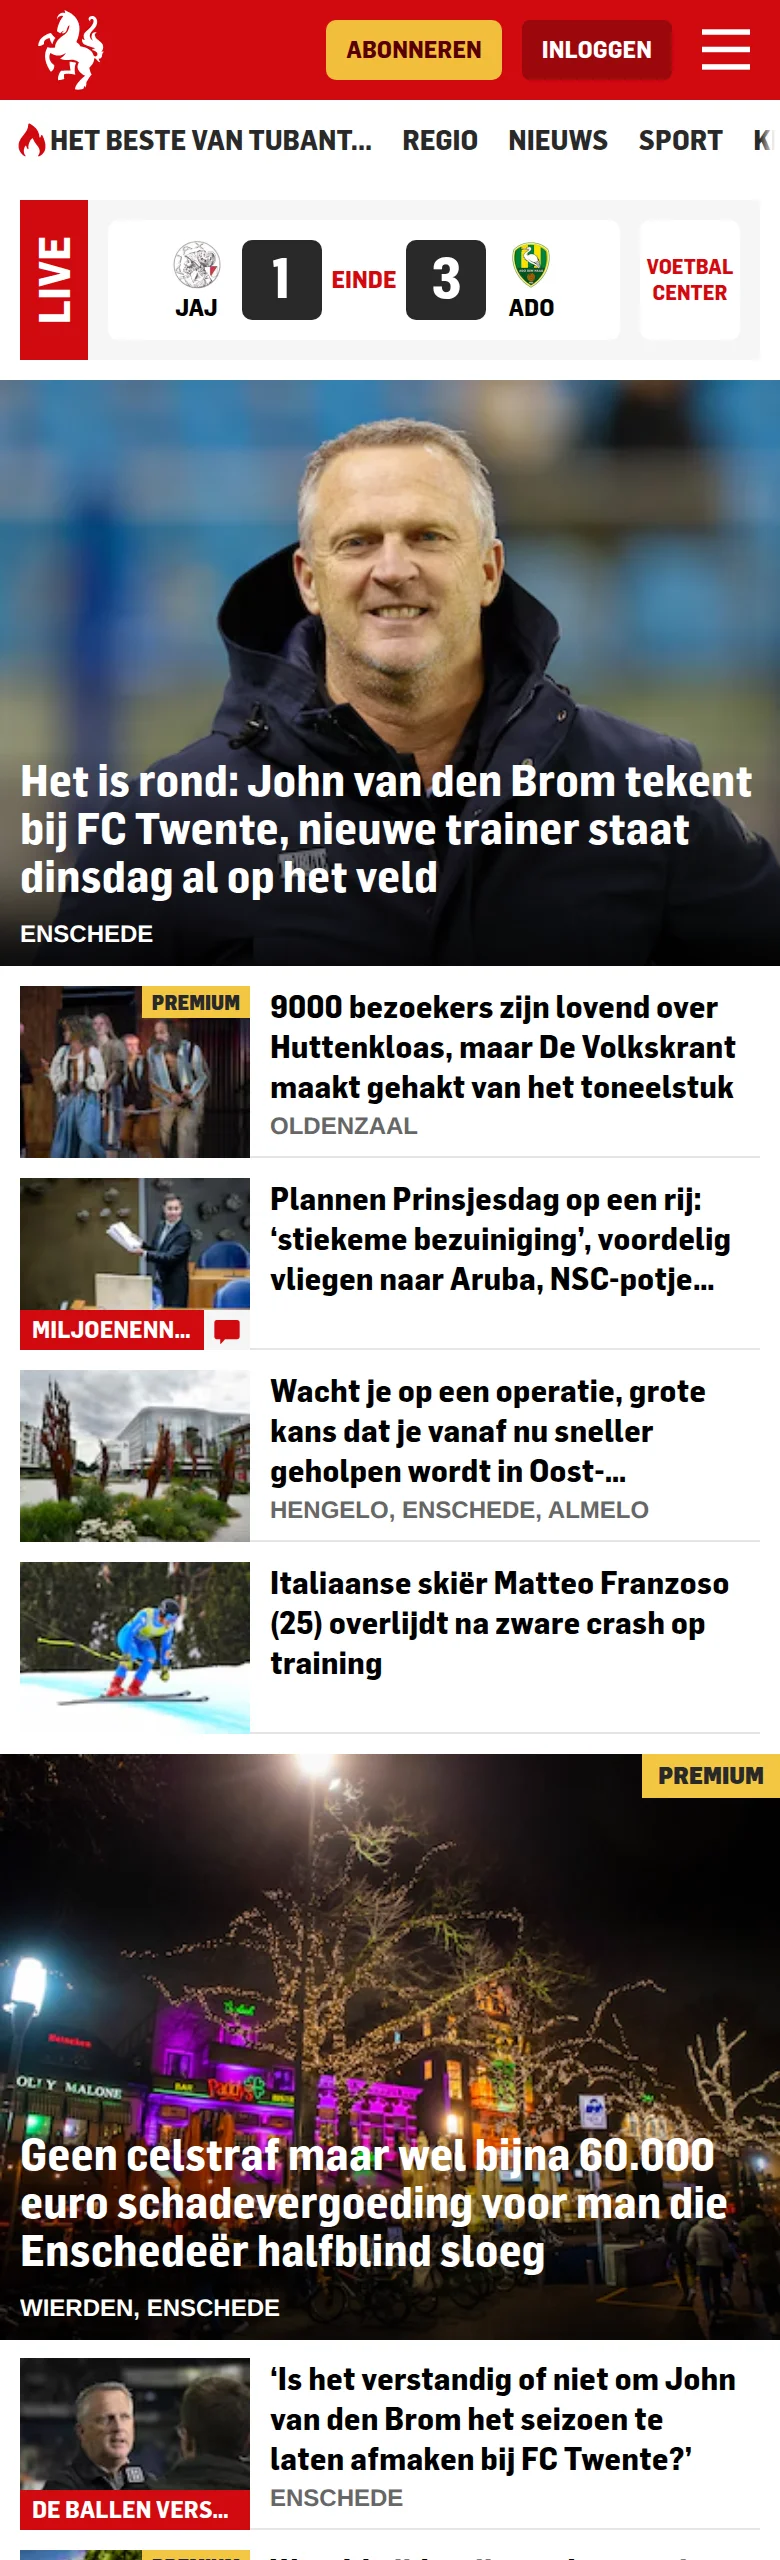 ABONNEREN
INLOGGEN
HET BESTE VAN TUBANT... REGIO NIEUWS SPORT
LIVE
JAJ 1 EINDE 3 ADO
VOETBAL
CENTER
Het is rond: John van den Brom tekent
bij FC Twente, nieuwe trainer staat
dinsdag al op het veld
ENSCHEDE
PREMIUM
9000 bezoekers zijn lovend over
Huttenkloas, maar De Volkskrant
maakt gehakt van het toneelstuk
OLDENZAAL
Plannen Prinsjesdag op een rij:
‘stiekeme bezuiniging’, voordelig
vliegen naar Aruba, NSC-potje...
MILJOENENN...
Wacht je op een operatie, grote
kans dat je vanaf nu sneller
geholpen wordt in Oost-...
HENGELO, ENSCHEDE, ALMELO
Italiaanse skiër Matteo Franzoso
(25) overlijdt na zware crash op
training
PREMIUM
Heineken
OLLY MALONE
BAR Paddy's
Geen celstraf maar wel bijna 60.000
euro schadevergoeding voor man die
Enschedeër halfblind sloeg
WIERDEN, ENSCHEDE
‘Is het verstandig of niet om John
van den Brom het seizoen te
laten afmaken bij FC Twente?’
DE BALLEN VERS...
ENSCHEDE